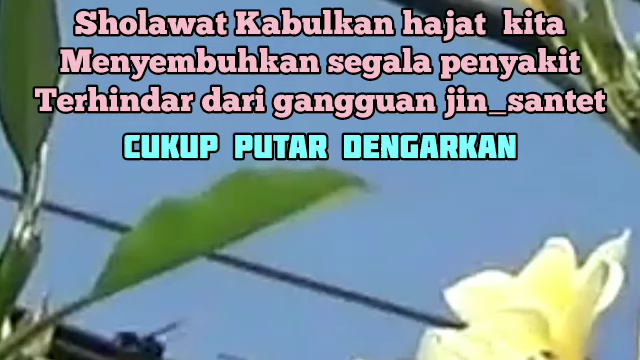 Sholawat Kabulkan hajat kita
Menyembuhkan segala penyakit
Terhindar dari gangguan jin_santet
CUKUP PUTAR DENGARKAN